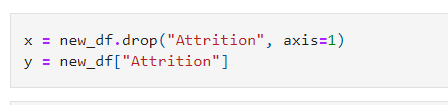 x = new_df.drop("Attrition", axis=1)
y = new_df["Attrition"]